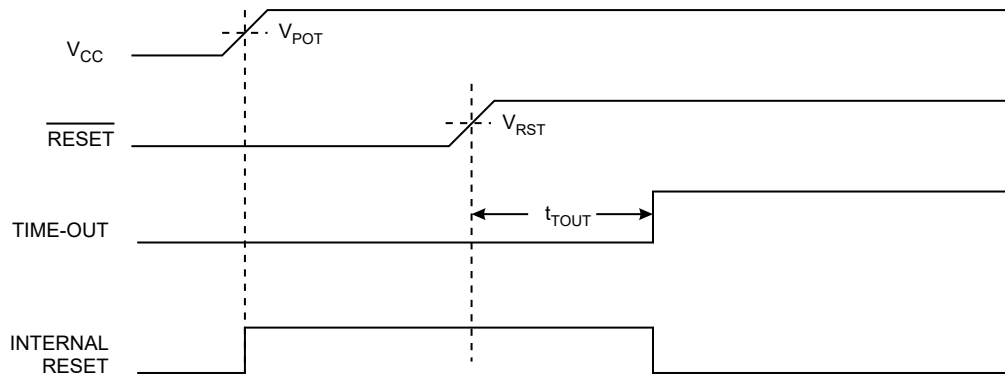 V_CC
V_POT
RESET
V_RST
TIME-OUT
t_TOUT
INTERNAL
RESET